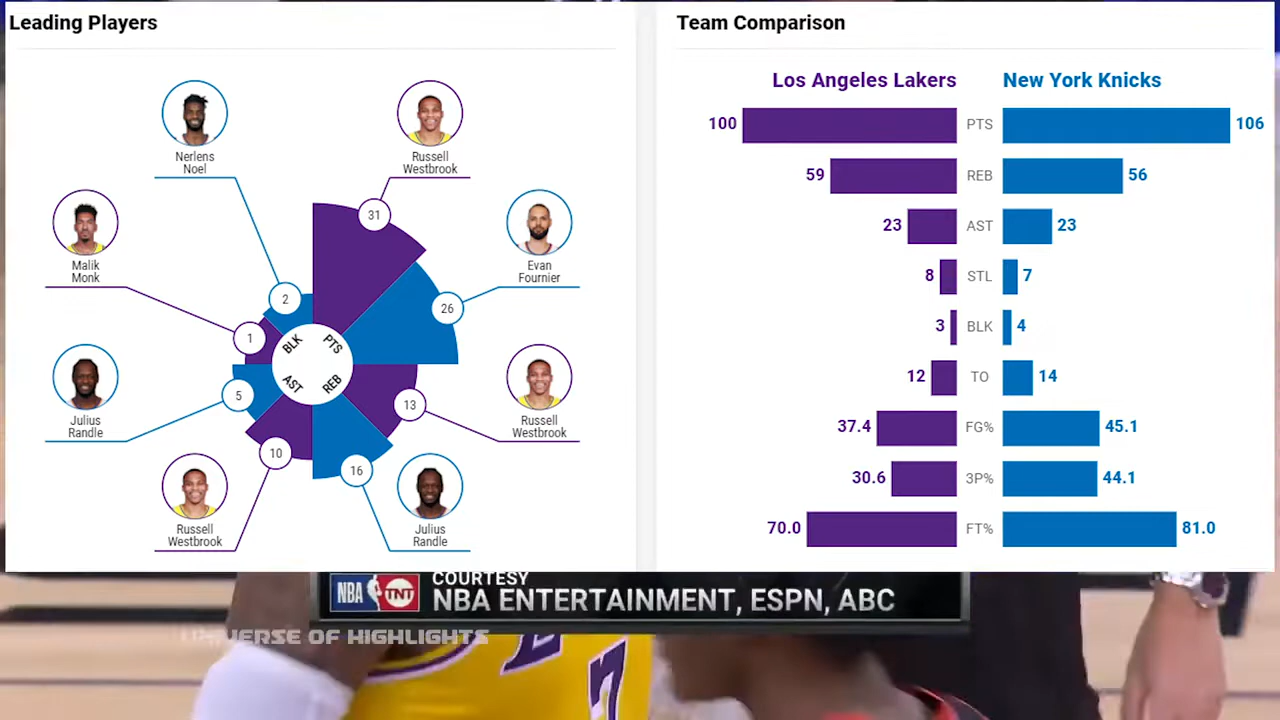 Leading Players
Team Comparison
Los Angeles Lakers
New York Knicks
Nerlens
Noel
Russell
Westbrook
Malik
Monk
Evan
Fournier
Julius
Randle
Russell
Westbrook
Russell
Westbrook
Julius
Randle
31
26
13
16
10
5
1
2
PTS
REB
AST
BLK
100 PTS 106
59 REB 56
23 AST 23
8 STL 7
3 BLK 4
12 TO 14
37.4 FG% 45.1
30.6 3P% 44.1
70.0 FT% 81.0
NBA TNT
COURTESY
NBA ENTERTAINMENT, ESPN, ABC
UNIVERSE OF HIGHLIGHTS
7